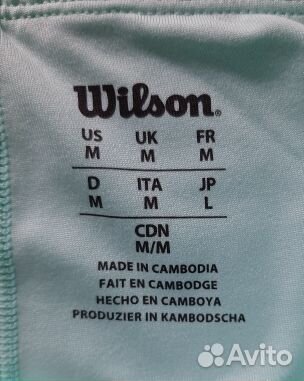 Wilson.
US UK FR
M M M
D ITA JP
M M L
CDN
M/M
MADE IN CAMBODIA
FAIT EN CAMBODGE
HECHO EN CAMBOYA
PRODUZIER IN KAMBODSCHA
Avito